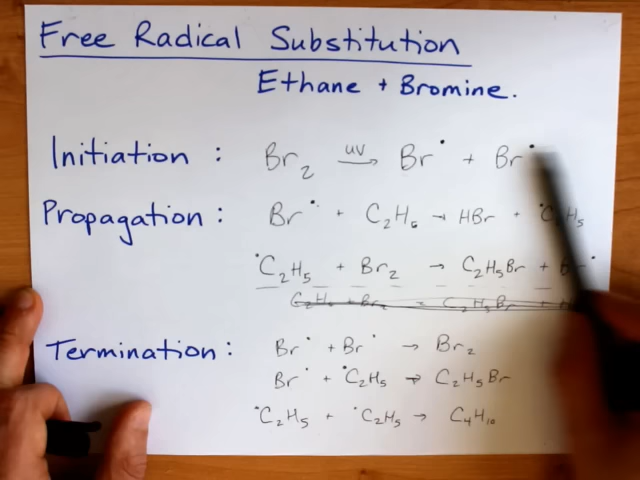 Free Radical Substitution
Ethane + Bromine.
Initiation : Br₂ uv→ Br• + Br•
Propagation : Br• + C₂H₆ → HBr + •C₂H₅
•C₂H₅ + Br₂ → C₂H₅Br + Br•
Termination : Br• + Br• → Br₂
Br• + •C₂H₅ → C₂H₅Br
•C₂H₅ + •C₂H₅ → C₄H₁₀